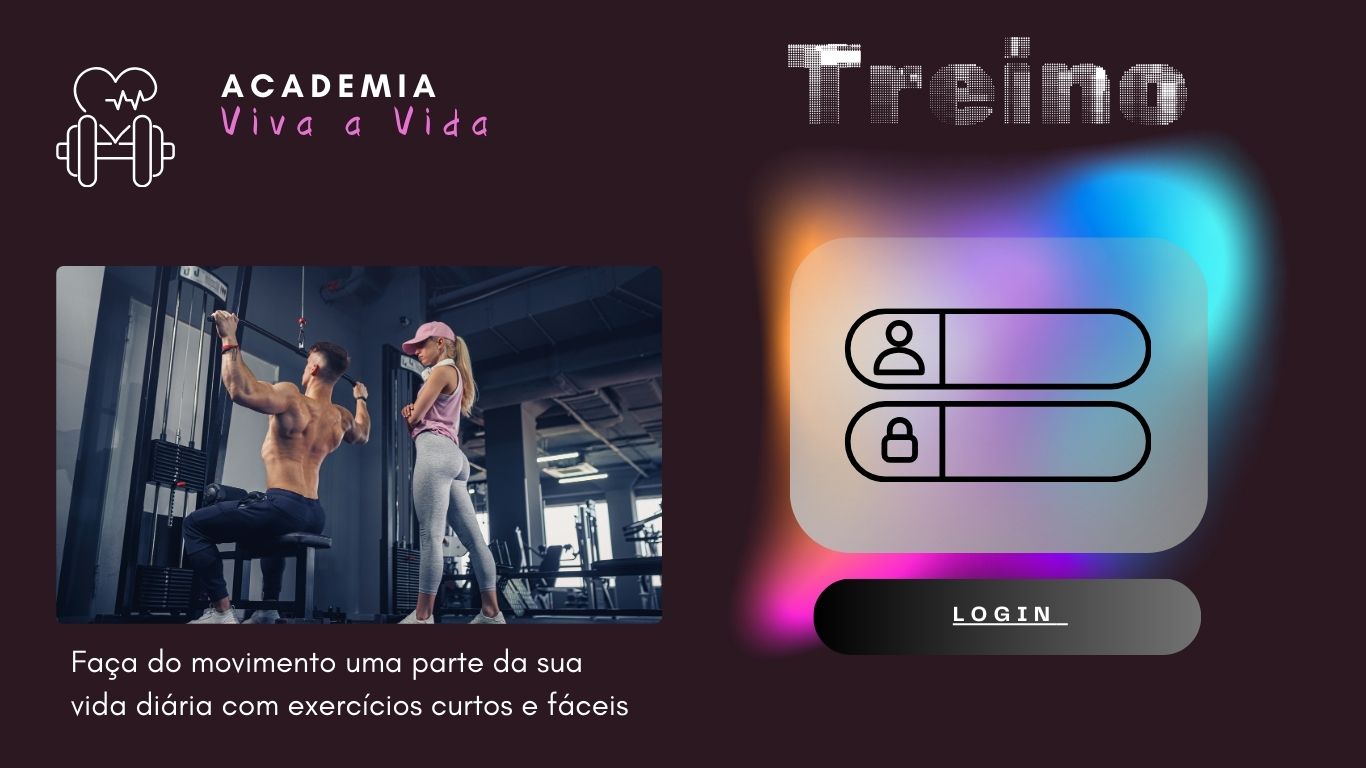 ACADEMIA
Viva a Vida
Faça do movimento uma parte da sua
vida diária com exercícios curtos e fáceis
Treino
LOGIN